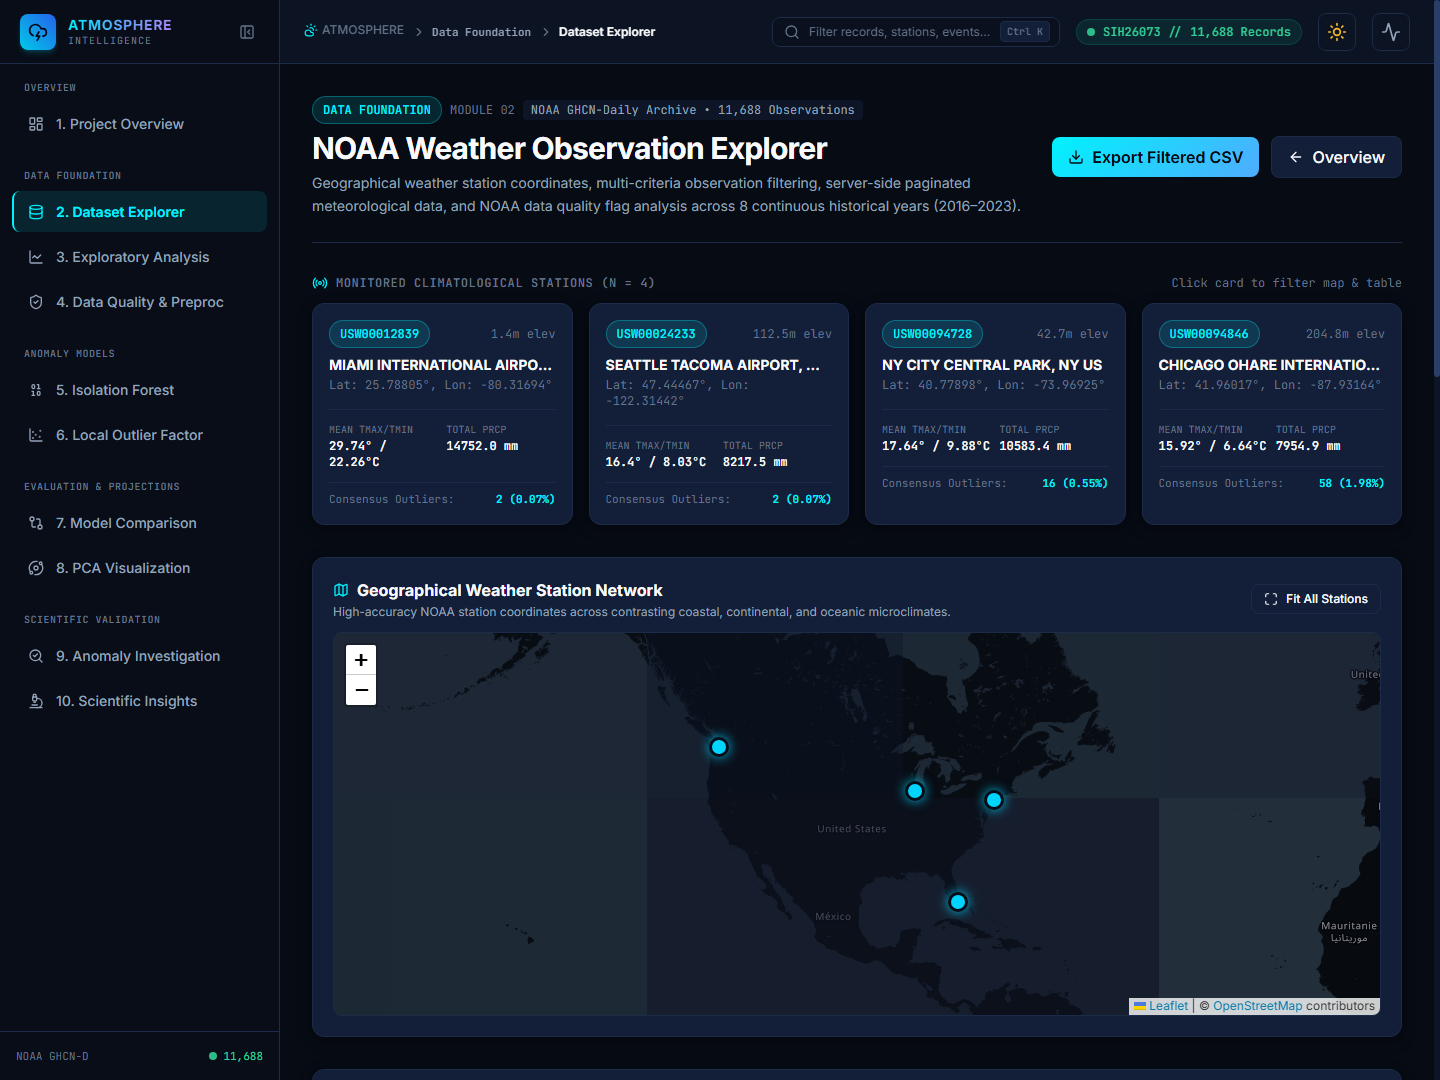 ATMOSPHERE
INTELLIGENCE
OVERVIEW
1. Project Overview
DATA FOUNDATION
2. Dataset Explorer
3. Exploratory Analysis
4. Data Quality & Preproc
ANOMALY MODELS
5. Isolation Forest
6. Local Outlier Factor
EVALUATION & PROJECTIONS
7. Model Comparison
8. PCA Visualization
SCIENTIFIC VALIDATION
9. Anomaly Investigation
10. Scientific Insights
NOAA GHCN-D
11,688
ATMOSPHERE
Data Foundation
Dataset Explorer
Filter records, stations, events...
Ctrl K
SIH26073 // 11,688 Records
DATA FOUNDATION
MODULE 02
NOAA GHCN-Daily Archive • 11,688 Observations
NOAA Weather Observation Explorer
Geographical weather station coordinates, multi-criteria observation filtering, server-side paginated
meteorological data, and NOAA data quality flag analysis across 8 continuous historical years (2016–2023).
Export Filtered CSV
Overview
MONITORED CLIMATOLOGICAL STATIONS (N = 4)
Click card to filter map & table
USW00012839
1.4m elev
MIAMI INTERNATIONAL AIRPO...
Lat: 25.78805°, Lon: -80.31694°
MEAN TMAX/TMIN
29.74° /
22.26°C
TOTAL PRCP
14752.0 mm
Consensus Outliers:
2 (0.07%)
USW00024233
112.5m elev
SEATTLE TACOMA AIRPORT, ...
Lat: 47.44467°, Lon:
-122.31442°
MEAN TMAX/TMIN
16.4° / 8.03°C
TOTAL PRCP
8217.5 mm
Consensus Outliers:
2 (0.07%)
USW00094728
42.7m elev
NY CITY CENTRAL PARK, NY US
Lat: 40.77898°, Lon: -73.96925°
MEAN TMAX/TMIN
17.64° / 9.88°C
TOTAL PRCP
10583.4 mm
Consensus Outliers:
16 (0.55%)
USW00094846
204.8m elev
CHICAGO OHARE INTERNATIO...
Lat: 41.96017°, Lon: -87.93164°
MEAN TMAX/TMIN
15.92° / 6.64°C
TOTAL PRCP
7954.9 mm
Consensus Outliers:
58 (1.98%)
Geographical Weather Station Network
High-accuracy NOAA station coordinates across contrasting coastal, continental, and oceanic microclimates.
Fit All Stations
+
−
Unite
United States
México
Mauritanie
موريتانيا
Leaflet | © OpenStreetMap contributors